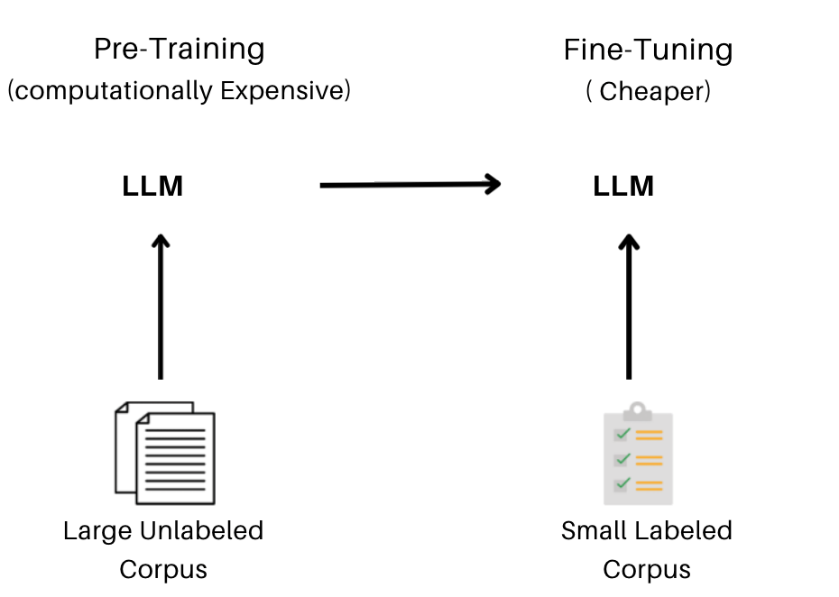 Pre-Training
(computationally Expensive)
LLM
Large Unlabeled
Corpus
Fine-Tuning
( Cheaper)
LLM
Small Labeled
Corpus